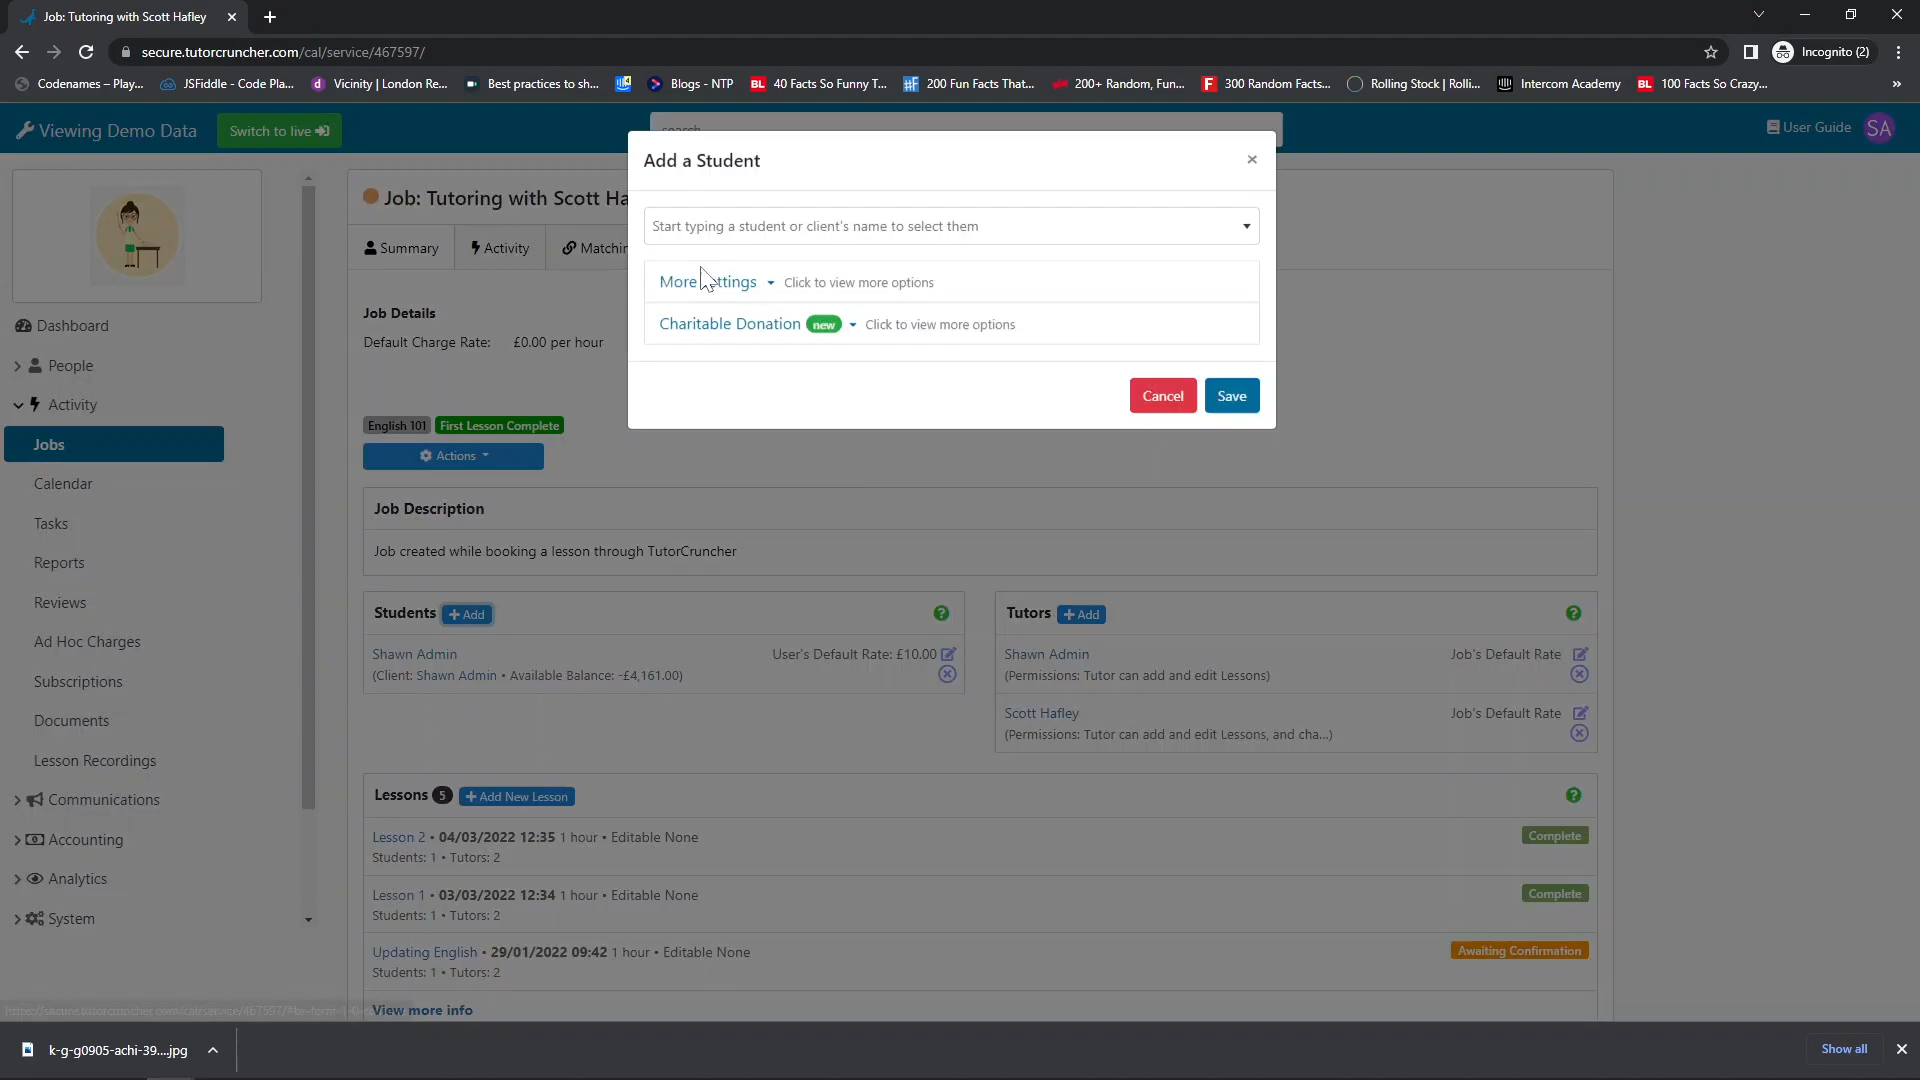 Job: Tutoring with Scott Hafley
secure.tutorcruncher.com/cal/service/467597/
Incognito (2)
Codenames – Play...
JSFiddle - Code Pla...
Vicinity | London Re...
Best practices to sh...
Blogs - NTP
BL 40 Facts So Funny T...
#F 200 Fun Facts That...
200+ Random, Fun...
F 300 Random Facts...
Rolling Stock | Rolli...
Intercom Academy
BL 100 Facts So Crazy...
»
Viewing Demo Data
Switch to live
search
User Guide
SA
Add a Student
×
Start typing a student or client's name to select them
More Click to view more options
Charitable Donation new Click to view more options
Cancel
Save
Dashboard
People
Activity
Jobs
Calendar
Tasks
Reports
Reviews
Ad Hoc Charges
Subscriptions
Documents
Lesson Recordings
Communications
Accounting
Analytics
System
Job: Tutoring with Scott Ha
Summary
Activity
Matchin
Job Details
Default Charge Rate: £0.00 per hour
English 101 First Lesson Complete
Actions
Job Description
Job created while booking a lesson through TutorCruncher
Students + Add
Shawn Admin User's Default Rate: £10.00
(Client: Shawn Admin • Available Balance: -£4,161.00)
Tutors + Add
Shawn Admin Job's Default Rate
(Permissions: Tutor can add and edit Lessons)
Scott Hafley Job's Default Rate
(Permissions: Tutor can add and edit Lessons, and cha...)
Lessons 5 + Add New Lesson
Lesson 2 • 04/03/2022 12:35 1 hour • Editable None Complete
Students: 1 • Tutors: 2
Lesson 1 • 03/03/2022 12:34 1 hour • Editable None Complete
Students: 1 • Tutors: 2
Updating English • 29/01/2022 09:42 1 hour • Editable None Awaiting Confirmation
Students: 1 • Tutors: 2
View more info
k-g-g0905-achi-39....jpg
Show all